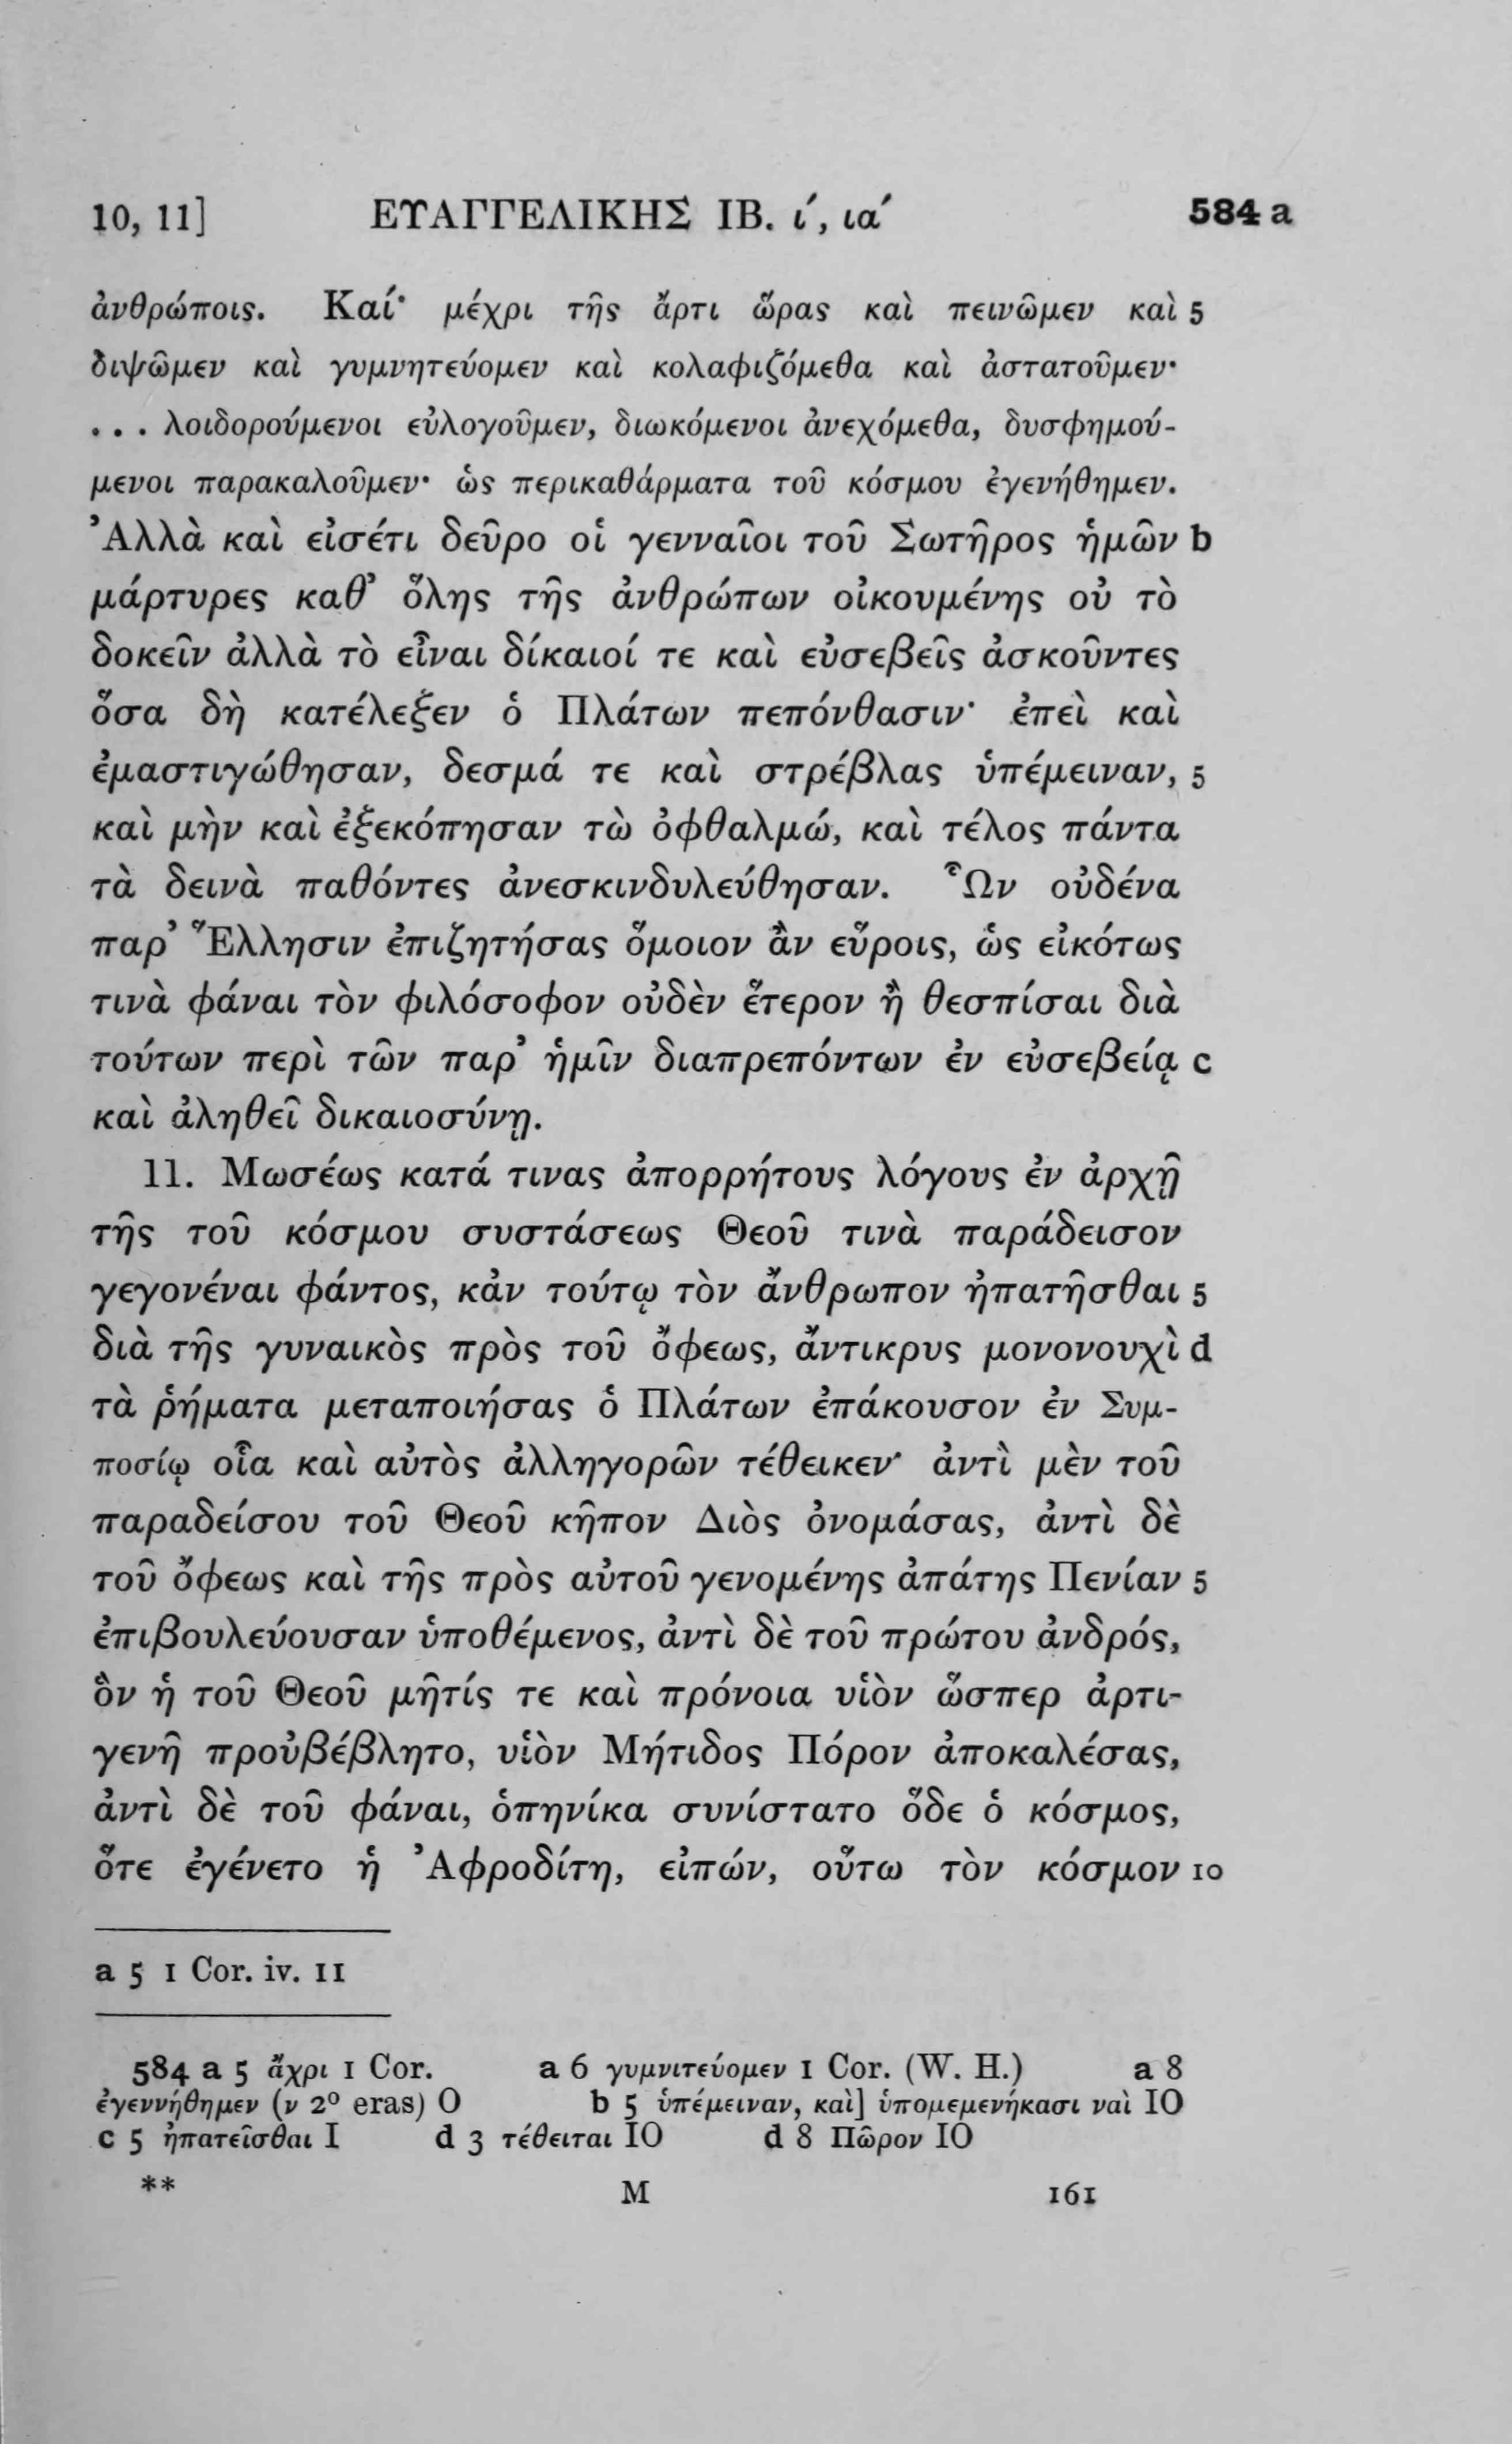 10, 11] ΕΥΑΓΓΕΛΙΚΗΣ ΙΒ. ί, ιά 584 a
ἀνθρώποις. Καί· μέχρι τῆς ἄρτι ὥρας καὶ πεινῶμεν καὶ 5
διψῶμεν καὶ γυμνητεύομεν καὶ κολαφιζόμεθα καὶ ἀστατοῦμεν·
. . . λοιδορούμενοι εὐλογοῦμεν, διωκόμενοι ἀνεχόμεθα, δυσφημού-
μενοι παρακαλοῦμεν· ὡς περικαθάρματα τοῦ κόσμου ἐγενήθημεν.
Ἀλλὰ καὶ εἰσέτι δεῦρο οἱ γενναῖοι τοῦ Σωτῆρος ἡμῶν b
μάρτυρες καθ’ ὅλης τῆς ἀνθρώπων οἰκουμένης οὐ τὸ
δοκεῖν ἀλλὰ τὸ εἶναι δίκαιοί τε καὶ εὐσεβεῖς ἀσκοῦντες
ὅσα δὴ κατέλεξεν ὁ Πλάτων πεπόνθασιν· ἐπεὶ καὶ
ἐμαστιγώθησαν, δεσμά τε καὶ στρέβλας ὑπέμειναν, 5
καὶ μὴν καὶ ἐξεκόπησαν τὼ ὀφθαλμώ, καὶ τέλος πάντα
τὰ δεινὰ παθόντες ἀνεσκινδυλεύθησαν. Ὧν οὐδένα
παρ’ Ἕλλησιν ἐπιζητήσας ὅμοιον ἂν εὕροις, ὡς εἰκότως
τινὰ φάναι τὸν φιλόσοφον οὐδὲν ἕτερον ἢ θεσπίσαι διὰ
τούτων περὶ τῶν παρ’ ἡμῖν διαπρεπόντων ἐν εὐσεβείᾳ c
καὶ ἀληθεῖ δικαιοσύνῃ.
11. Μωσέως κατά τινας ἀπορρήτους λόγους ἐν ἀρχῇ
τῆς τοῦ κόσμου συστάσεως Θεοῦ τινὰ παράδεισον
γεγονέναι φάντος, κἀν τούτῳ τὸν ἄνθρωπον ἠπατῆσθαι 5
διὰ τῆς γυναικὸς πρὸς τοῦ ὄφεως, ἄντικρυς μονονουχὶ d
τὰ ῥήματα μεταποιήσας ὁ Πλάτων ἐπάκουσον ἐν Συμ-
ποσίῳ οἷα καὶ αὐτὸς ἀλληγορῶν τέθεικεν· ἀντὶ μὲν τοῦ
παραδείσου τοῦ Θεοῦ κῆπον Διὸς ὀνομάσας, ἀντὶ δὲ
τοῦ ὄφεως καὶ τῆς πρὸς αὐτοῦ γενομένης ἀπάτης Πενίαν 5
ἐπιβουλεύουσαν ὑποθέμενος, ἀντὶ δὲ τοῦ πρώτου ἀνδρός,
ὃν ἡ τοῦ Θεοῦ μῆτίς τε καὶ πρόνοια υἱὸν ὥσπερ ἀρτι-
γενῆ προὐβέβλητο, υἱὸν Μήτιδος Πόρον ἀποκαλέσας,
ἀντὶ δὲ τοῦ φάναι, ὁπηνίκα συνίστατο ὅδε ὁ κόσμος,
ὅτε ἐγένετο ἡ Ἀφροδίτη, εἰπών, οὕτω τὸν κόσμον 10
a 5 1 Cor. iv. 11
584 a 5 ἄχρι 1 Cor. a 6 γυμνιτεύομεν 1 Cor. (W. H.) a 8
ἐγεννήθημεν (ν 2º eras) O b 5 ὑπέμειναν, καὶ] ὑπομεμενήκασι ναὶ IO
c 5 ἠπατεῖσθαι I d 3 τέθειται IO d 8 Πῶρον IO
** M 161